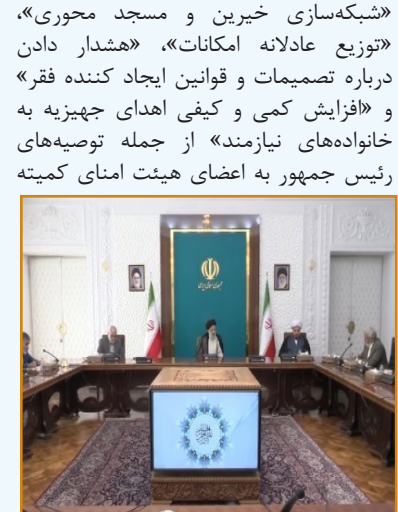 «شبکه‌سازی خیرین و مسجد محوری»،
«توزیع عادلانه امکانات»، «هشدار دادن
درباره تصمیمات و قوانین ایجاد کننده فقر»
و «افزایش کمی و کیفی اهدای جهیزیه به
خانواده‌های نیازمند» از جمله توصیه‌های
رئیس جمهور به اعضای هیئت امنای کمیته